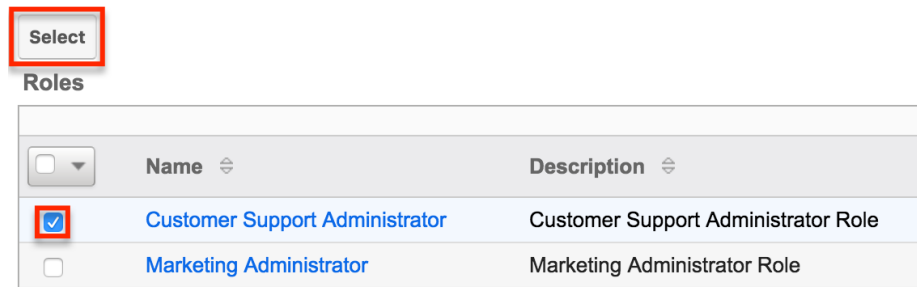 Select
Roles
Name Description
Customer Support Administrator Customer Support Administrator Role
Marketing Administrator Marketing Administrator Role